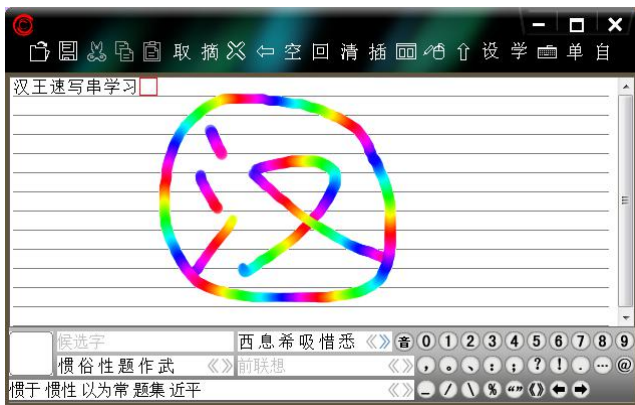 取 摘 空 回 清 插 设 学 单 自
汉王速写串学习
汉
候选字 西息希吸惜悉 《》 音 0 1 2 3 4 5 6 7 8 9
惯俗性题作武 《》 前联想 《》 , 。 、 : ; ? ! . … @
惯于 惯性 以为常 题集 近平 《》 _ / \ % “” 《》